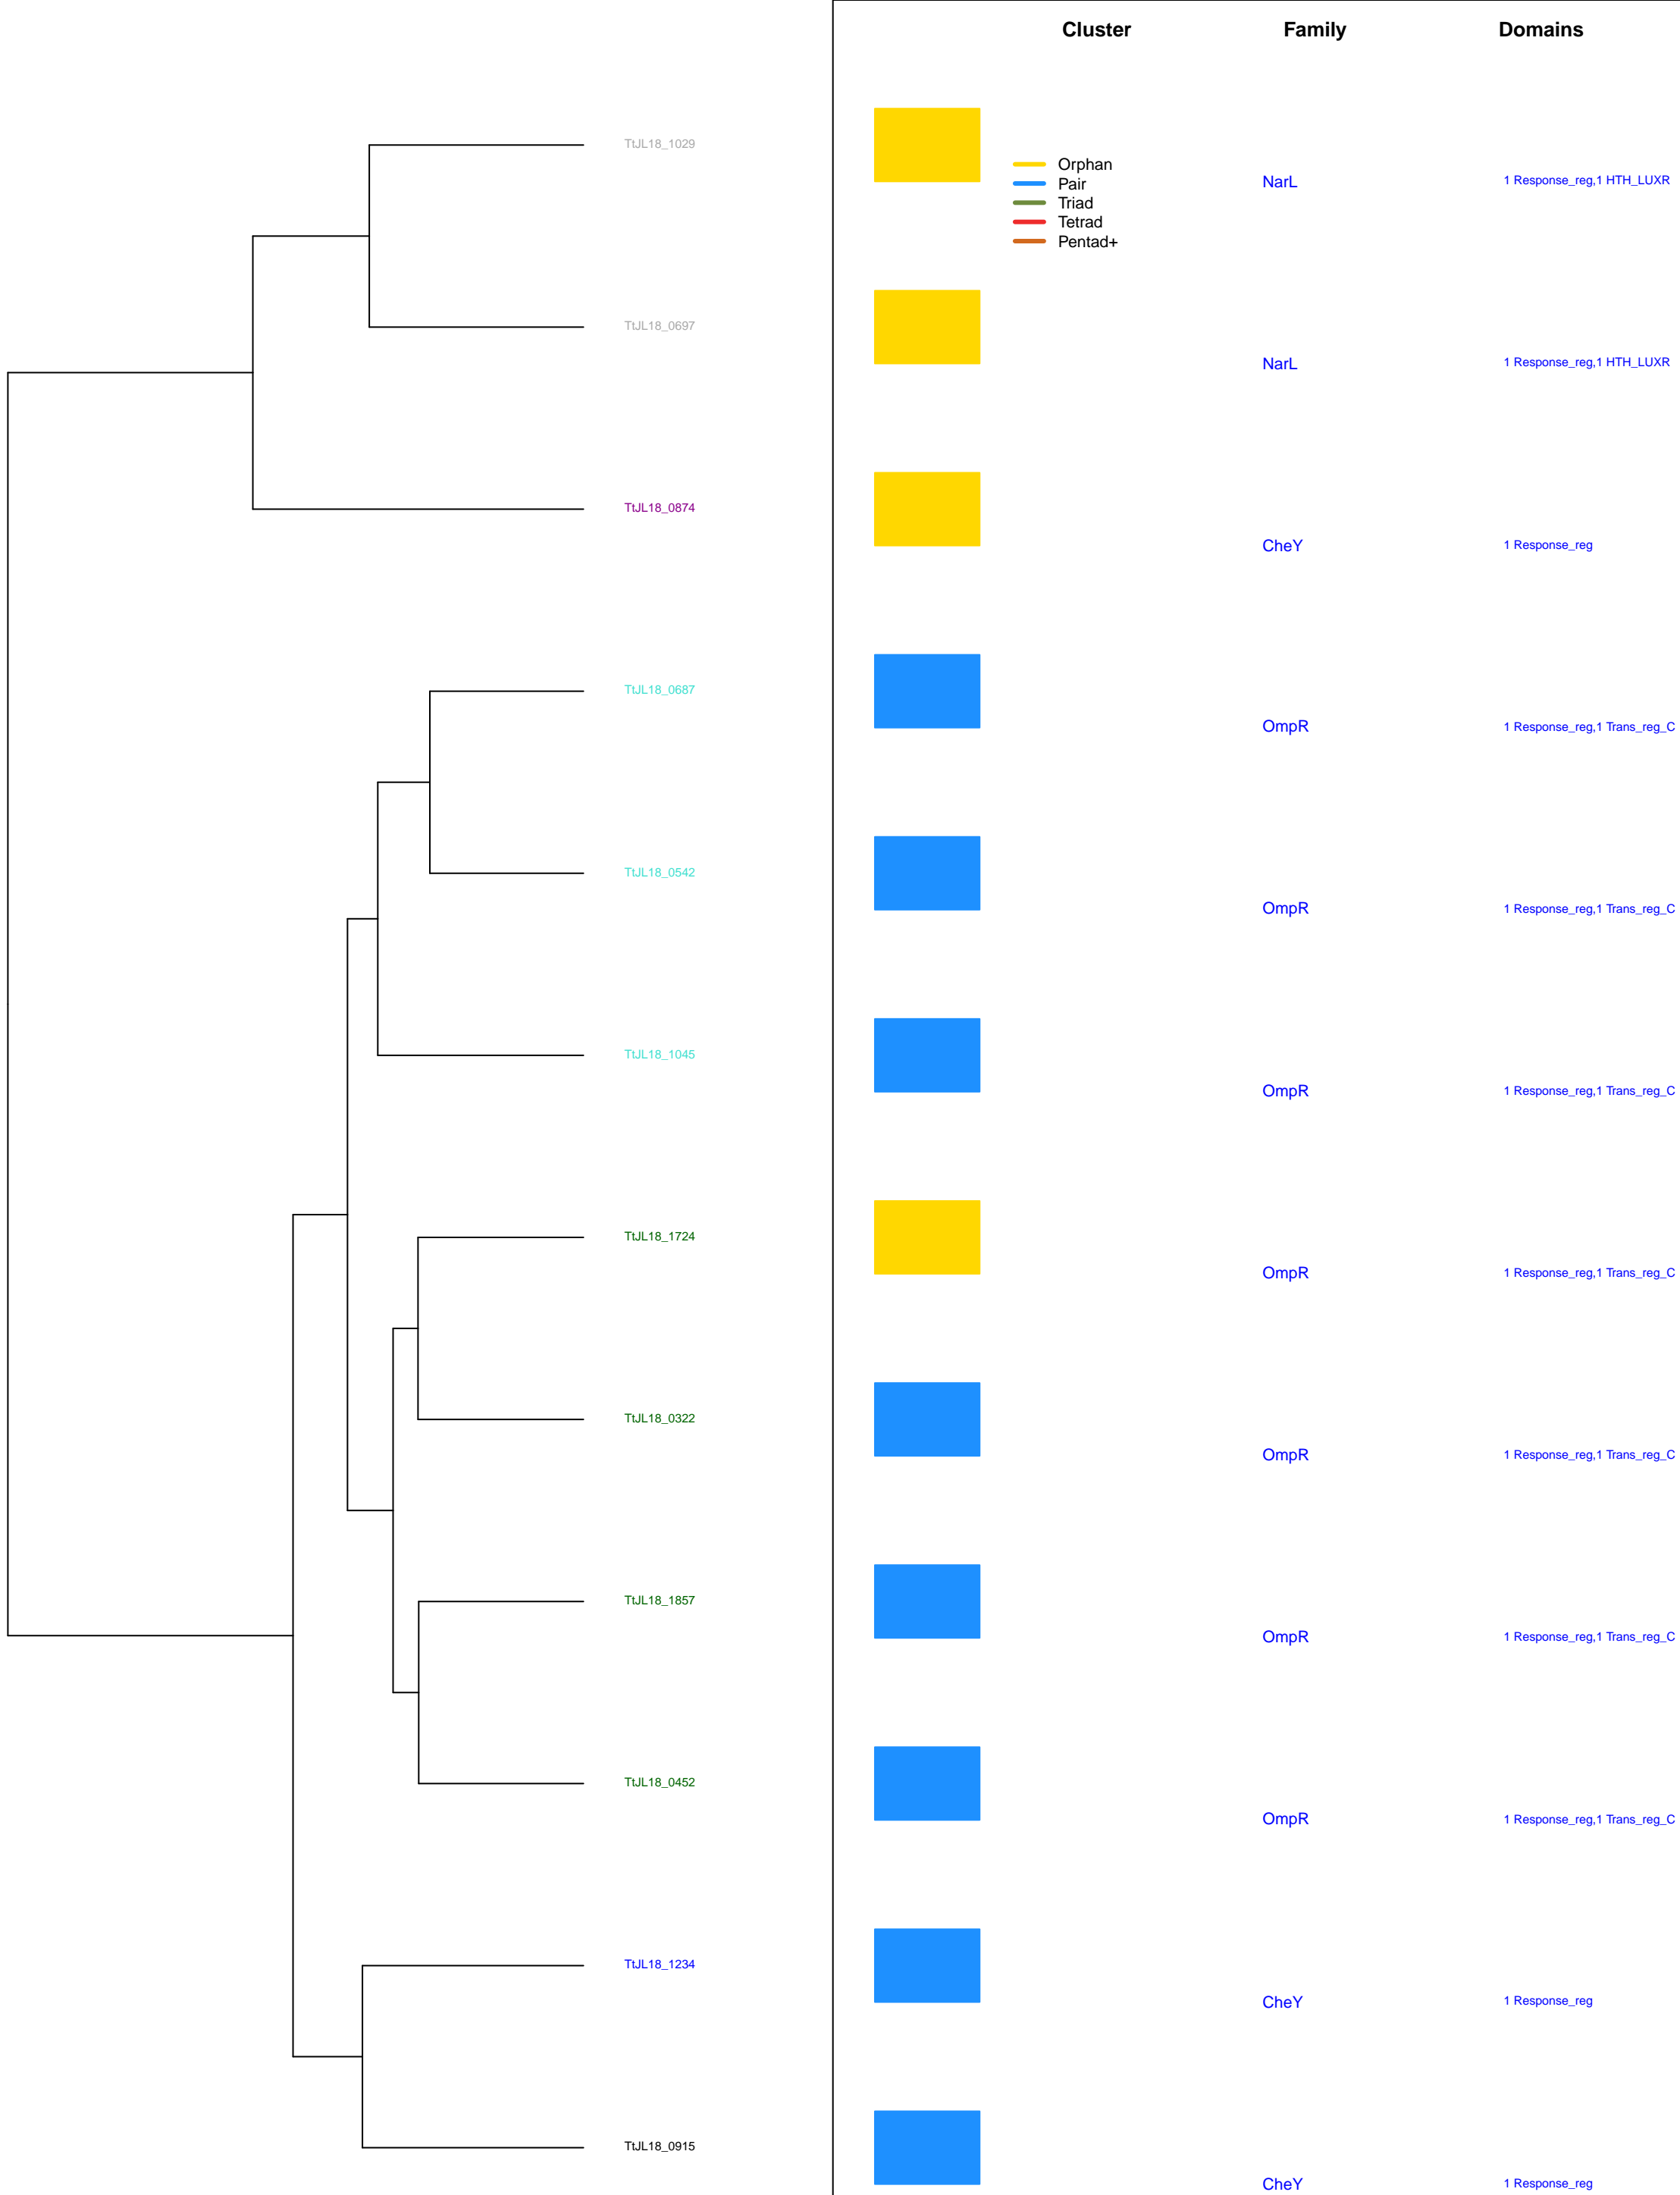 Cluster Family Domains
TtJL18_1029
Orphan
Pair
Triad
Tetrad
Pentad+
NarL 1 Response_reg,1 HTH_LUXR
TtJL18_0697
NarL 1 Response_reg,1 HTH_LUXR
TtJL18_0874
CheY 1 Response_reg
TtJL18_0687
OmpR 1 Response_reg,1 Trans_reg_C
TtJL18_0542
OmpR 1 Response_reg,1 Trans_reg_C
TtJL18_1045
OmpR 1 Response_reg,1 Trans_reg_C
TtJL18_1724
OmpR 1 Response_reg,1 Trans_reg_C
TtJL18_0322
OmpR 1 Response_reg,1 Trans_reg_C
TtJL18_1857
OmpR 1 Response_reg,1 Trans_reg_C
TtJL18_0452
OmpR 1 Response_reg,1 Trans_reg_C
TtJL18_1234
CheY 1 Response_reg
TtJL18_0915
CheY 1 Response_reg